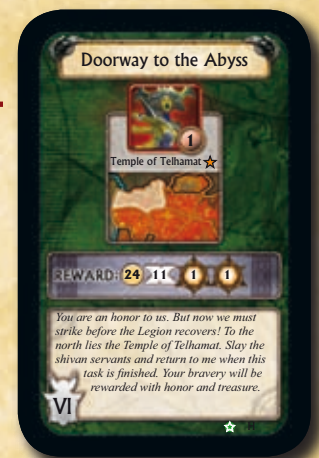 Doorway to the Abyss
1
Temple of Telhamat
REWARD: 24 11 1 1
You are an honor to us. But now we must
strike before the Legion recovers! To the
north lies the Temple of Telhamat. Slay the
shivan servants and return to me when this
task is finished. Your bravery will be
rewarded with honor and treasure.
VI